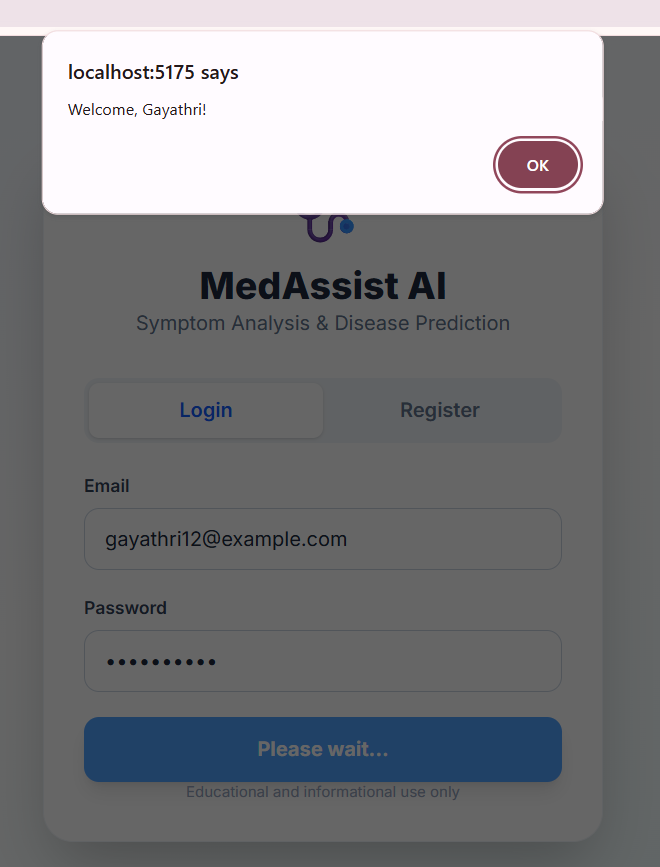 localhost:5175 says
Welcome, Gayathri!
OK
MedAssist AI
Symptom Analysis & Disease Prediction
Login Register
Email
gayathri12@example.com
Password
••••••••••
Please wait...
Educational and informational use only